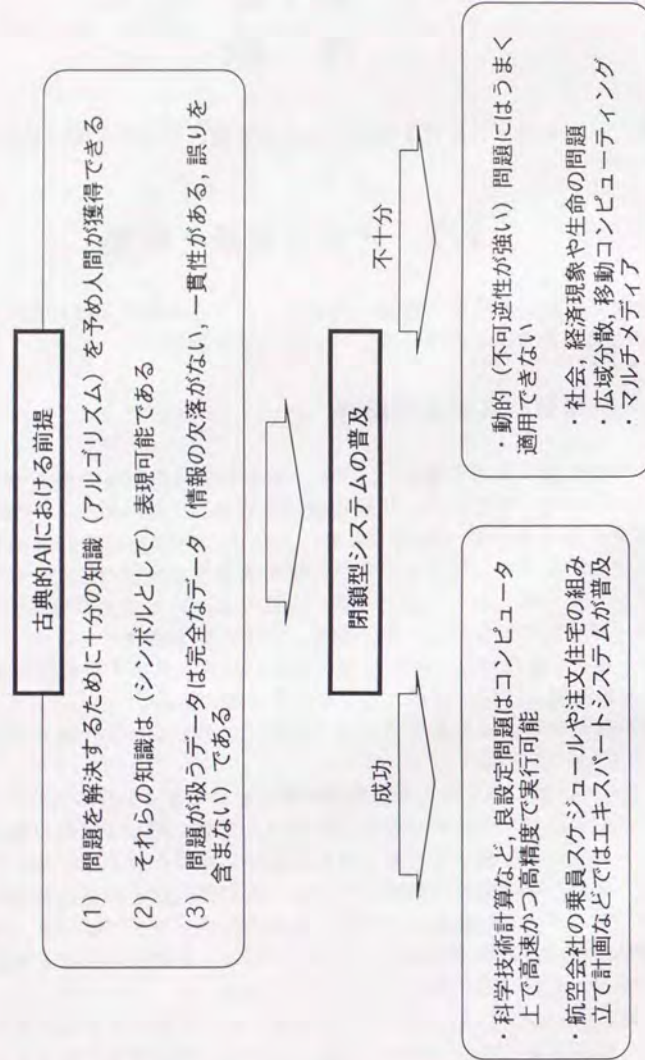 古典的AIにおける前提
(1) 問題を解決するために十分の知識（アルゴリズム）を予め人間が獲得できる
(2) それらの知識は（シンボルとして）表現可能である
(3) 問題が扱うデータは完全なデータ（情報の欠落がない，一貫性がある，誤りを
含まない）である
閉鎖型システムの普及
成功
不十分
・科学技術計算など，良設定問題はコンピュータ
上で高速かつ高精度で実行可能
・航空会社の乗員スケジュールや注文住宅の組み
立て計画などではエキスパートシステムが普及
・動的（不可逆性が強い）問題にはうまく
適用できない
・社会，経済現象や生命の問題
・広域分散，移動コンピューティング
・マルチメディア